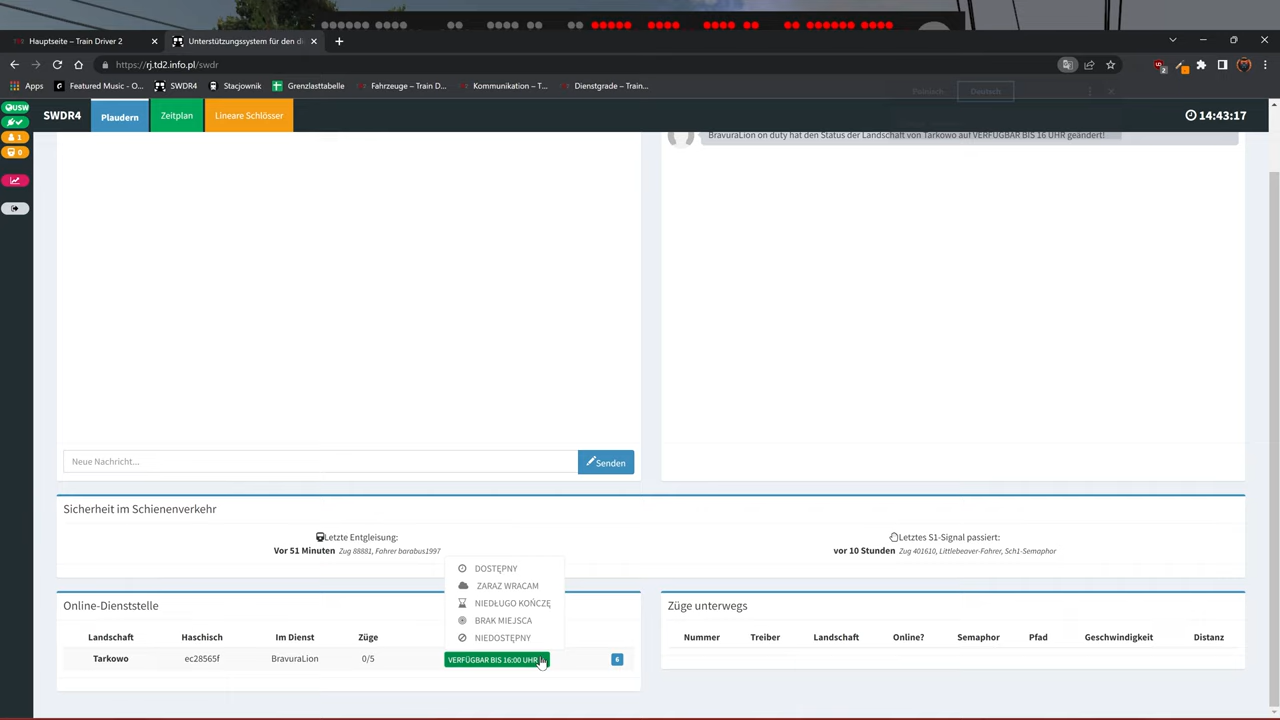 Hauptseite – Train Driver 2
Unterstützungssystem für den d
https://rj.td2.info.pl/swdr
Apps
Featured Music - O...
SWDR4
Stacjownik
Grenzlasttabelle
Fahrzeuge – Train D...
Kommunikation – T...
Dienstgrade – Train...
2
USW
1
0
SWDR4
Plaudern
Zeitplan
Lineare Schlösser
Polnisch
Deutsch
14:43:17
BravuraLion on duty hat den Status der Landschaft von Tarkowo auf VERFÜGBAR BIS 16 UHR geändert!
Neue Nachricht...
Senden
Sicherheit im Schienenverkehr
Letzte Entgleisung:
Vor 51 Minuten Zug 88881, Fahrer barabus1997
Letztes S1-Signal passiert:
vor 10 Stunden Zug 401610, Littlebeaver-Fahrer, Sch1-Semaphor
DOSTĘPNY
ZARAZ WRACAM
NIEDŁUGO KOŃCZĘ
BRAK MIEJSCA
NIEDOSTĘPNY
Online-Dienststelle
Landschaft Haschisch Im Dienst Züge
Tarkowo ec28565f BravuraLion 0/5 VERFÜGBAR BIS 16:00 UHR 6
Züge unterwegs
Nummer Treiber Landschaft Online? Semaphor Pfad Geschwindigkeit Distanz